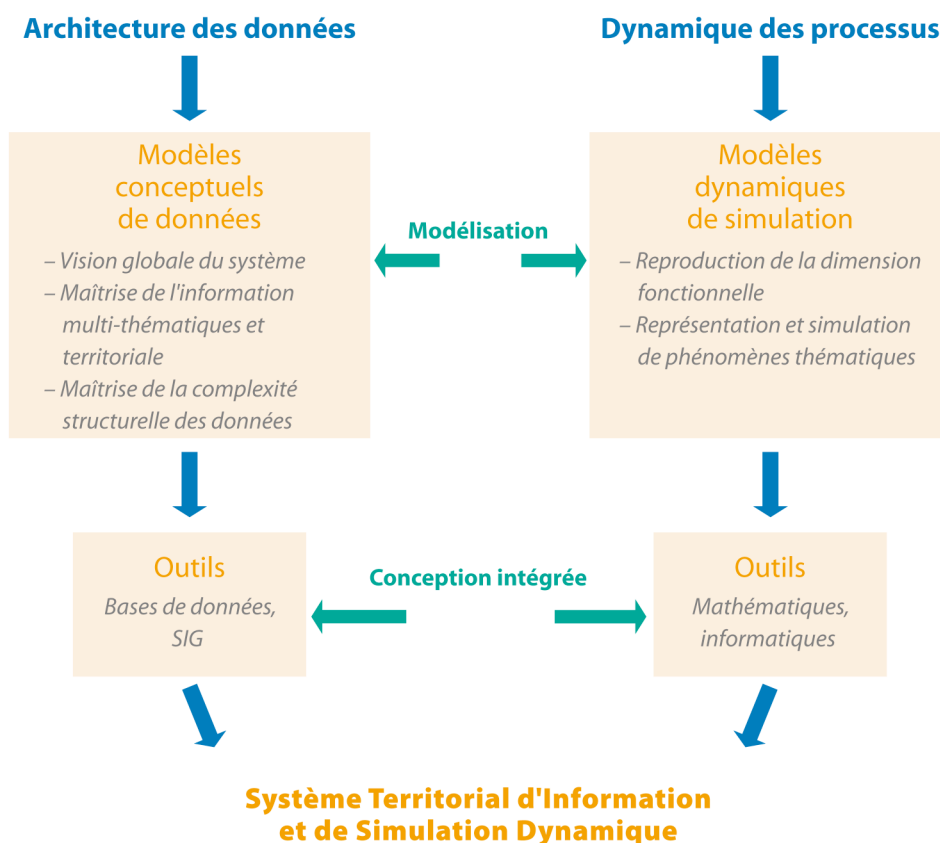 Architecture des données
Dynamique des processus
Modèles
conceptuels
de données
– Vision globale du système
– Maîtrise de l'information
multi-thématiques et
territoriale
– Maîtrise de la complexité
structurelle des données
Modélisation
Modèles
dynamiques
de simulation
– Reproduction de la dimension
fonctionnelle
– Représentation et simulation
de phénomènes thématiques
Outils
Bases de données,
SIG
Conception intégrée
Outils
Mathématiques,
informatiques
Système Territorial d'Information
et de Simulation Dynamique